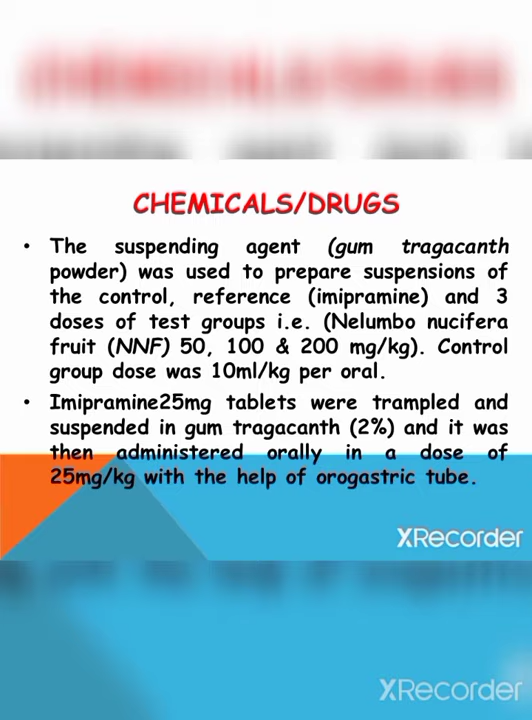 CHEMICALS/DRUGS
• The suspending agent (gum tragacanth
powder) was used to prepare suspensions of
the control, reference (imipramine) and 3
doses of test groups i.e. (Nelumbo nucifera
fruit (NNF) 50, 100 & 200 mg/kg). Control
group dose was 10ml/kg per oral.
• Imipramine25mg tablets were trampled and
suspended in gum tragacanth (2%) and it was
then administered orally in a dose of
25mg/kg with the help of orogastric tube.
XRecorder
XRecorder